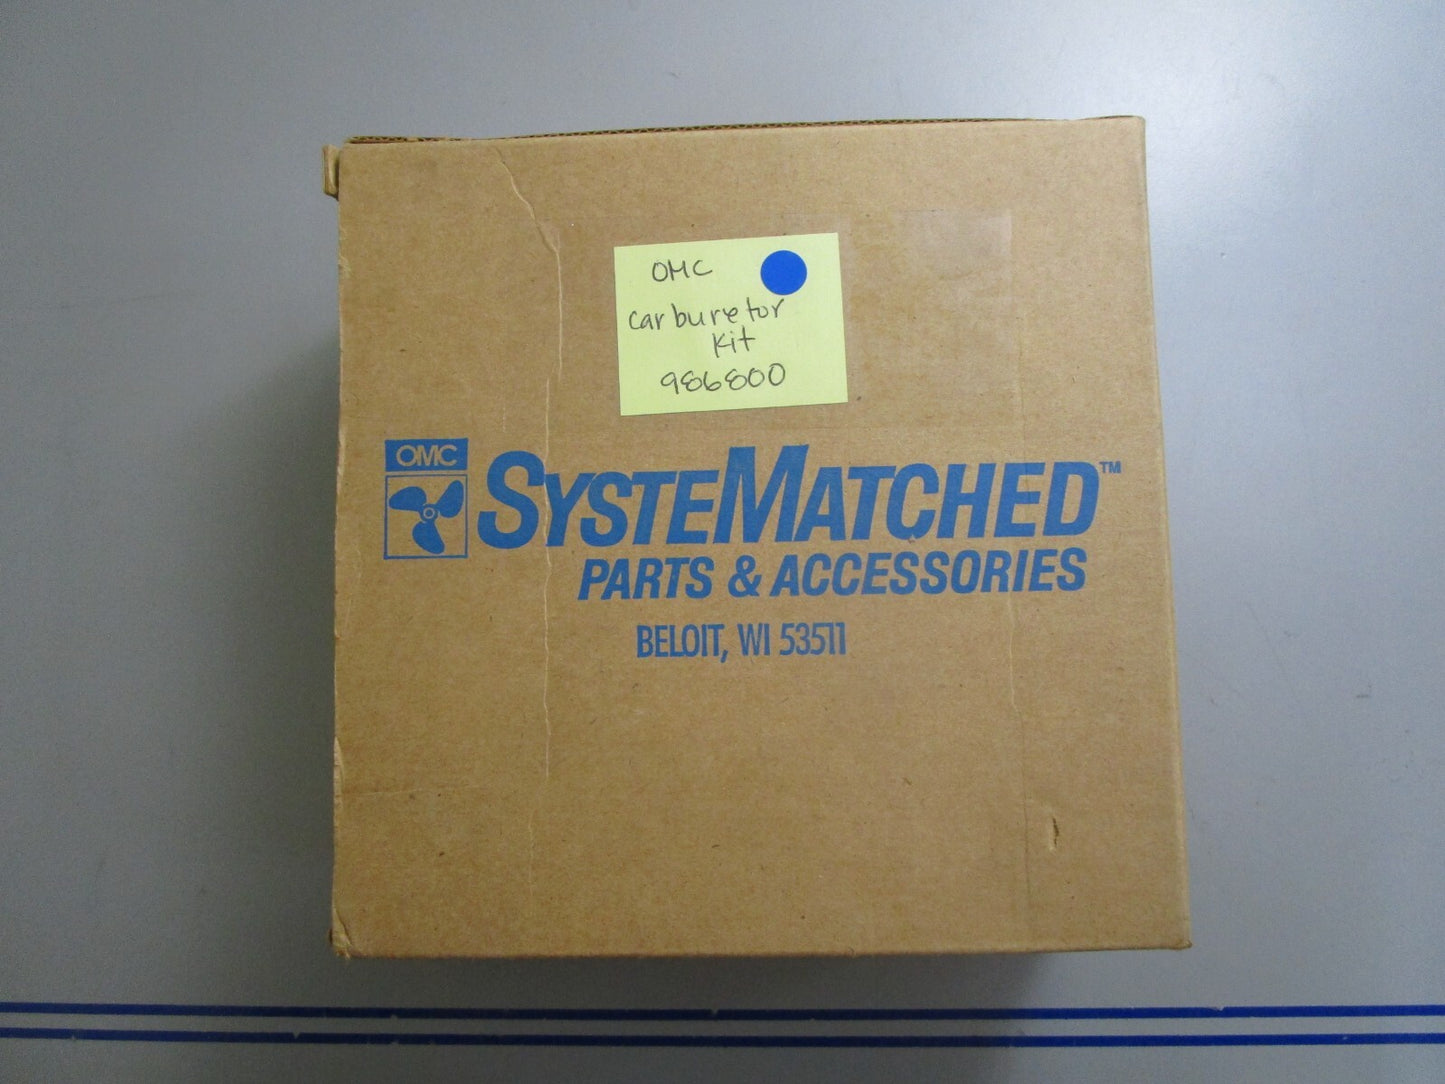 OMC
carburetor
Kit
986800
OMC
SYSTEMATCHED™
PARTS & ACCESSORIES
BELOIT, WI 53511